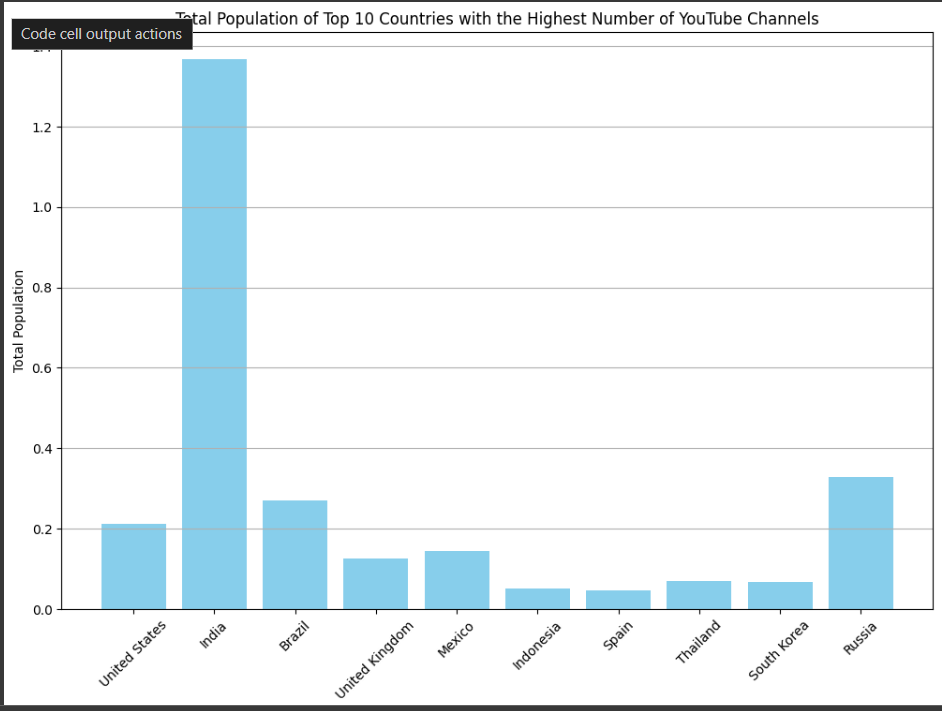 Total Population of Top 10 Countries with the Highest Number of YouTube Channels
Code cell output actions
1.2
1.0
0.8
0.6
0.4
0.2
0.0
Total Population
United States
India
Brazil
United Kingdom
Mexico
Indonesia
Spain
Thailand
South Korea
Russia